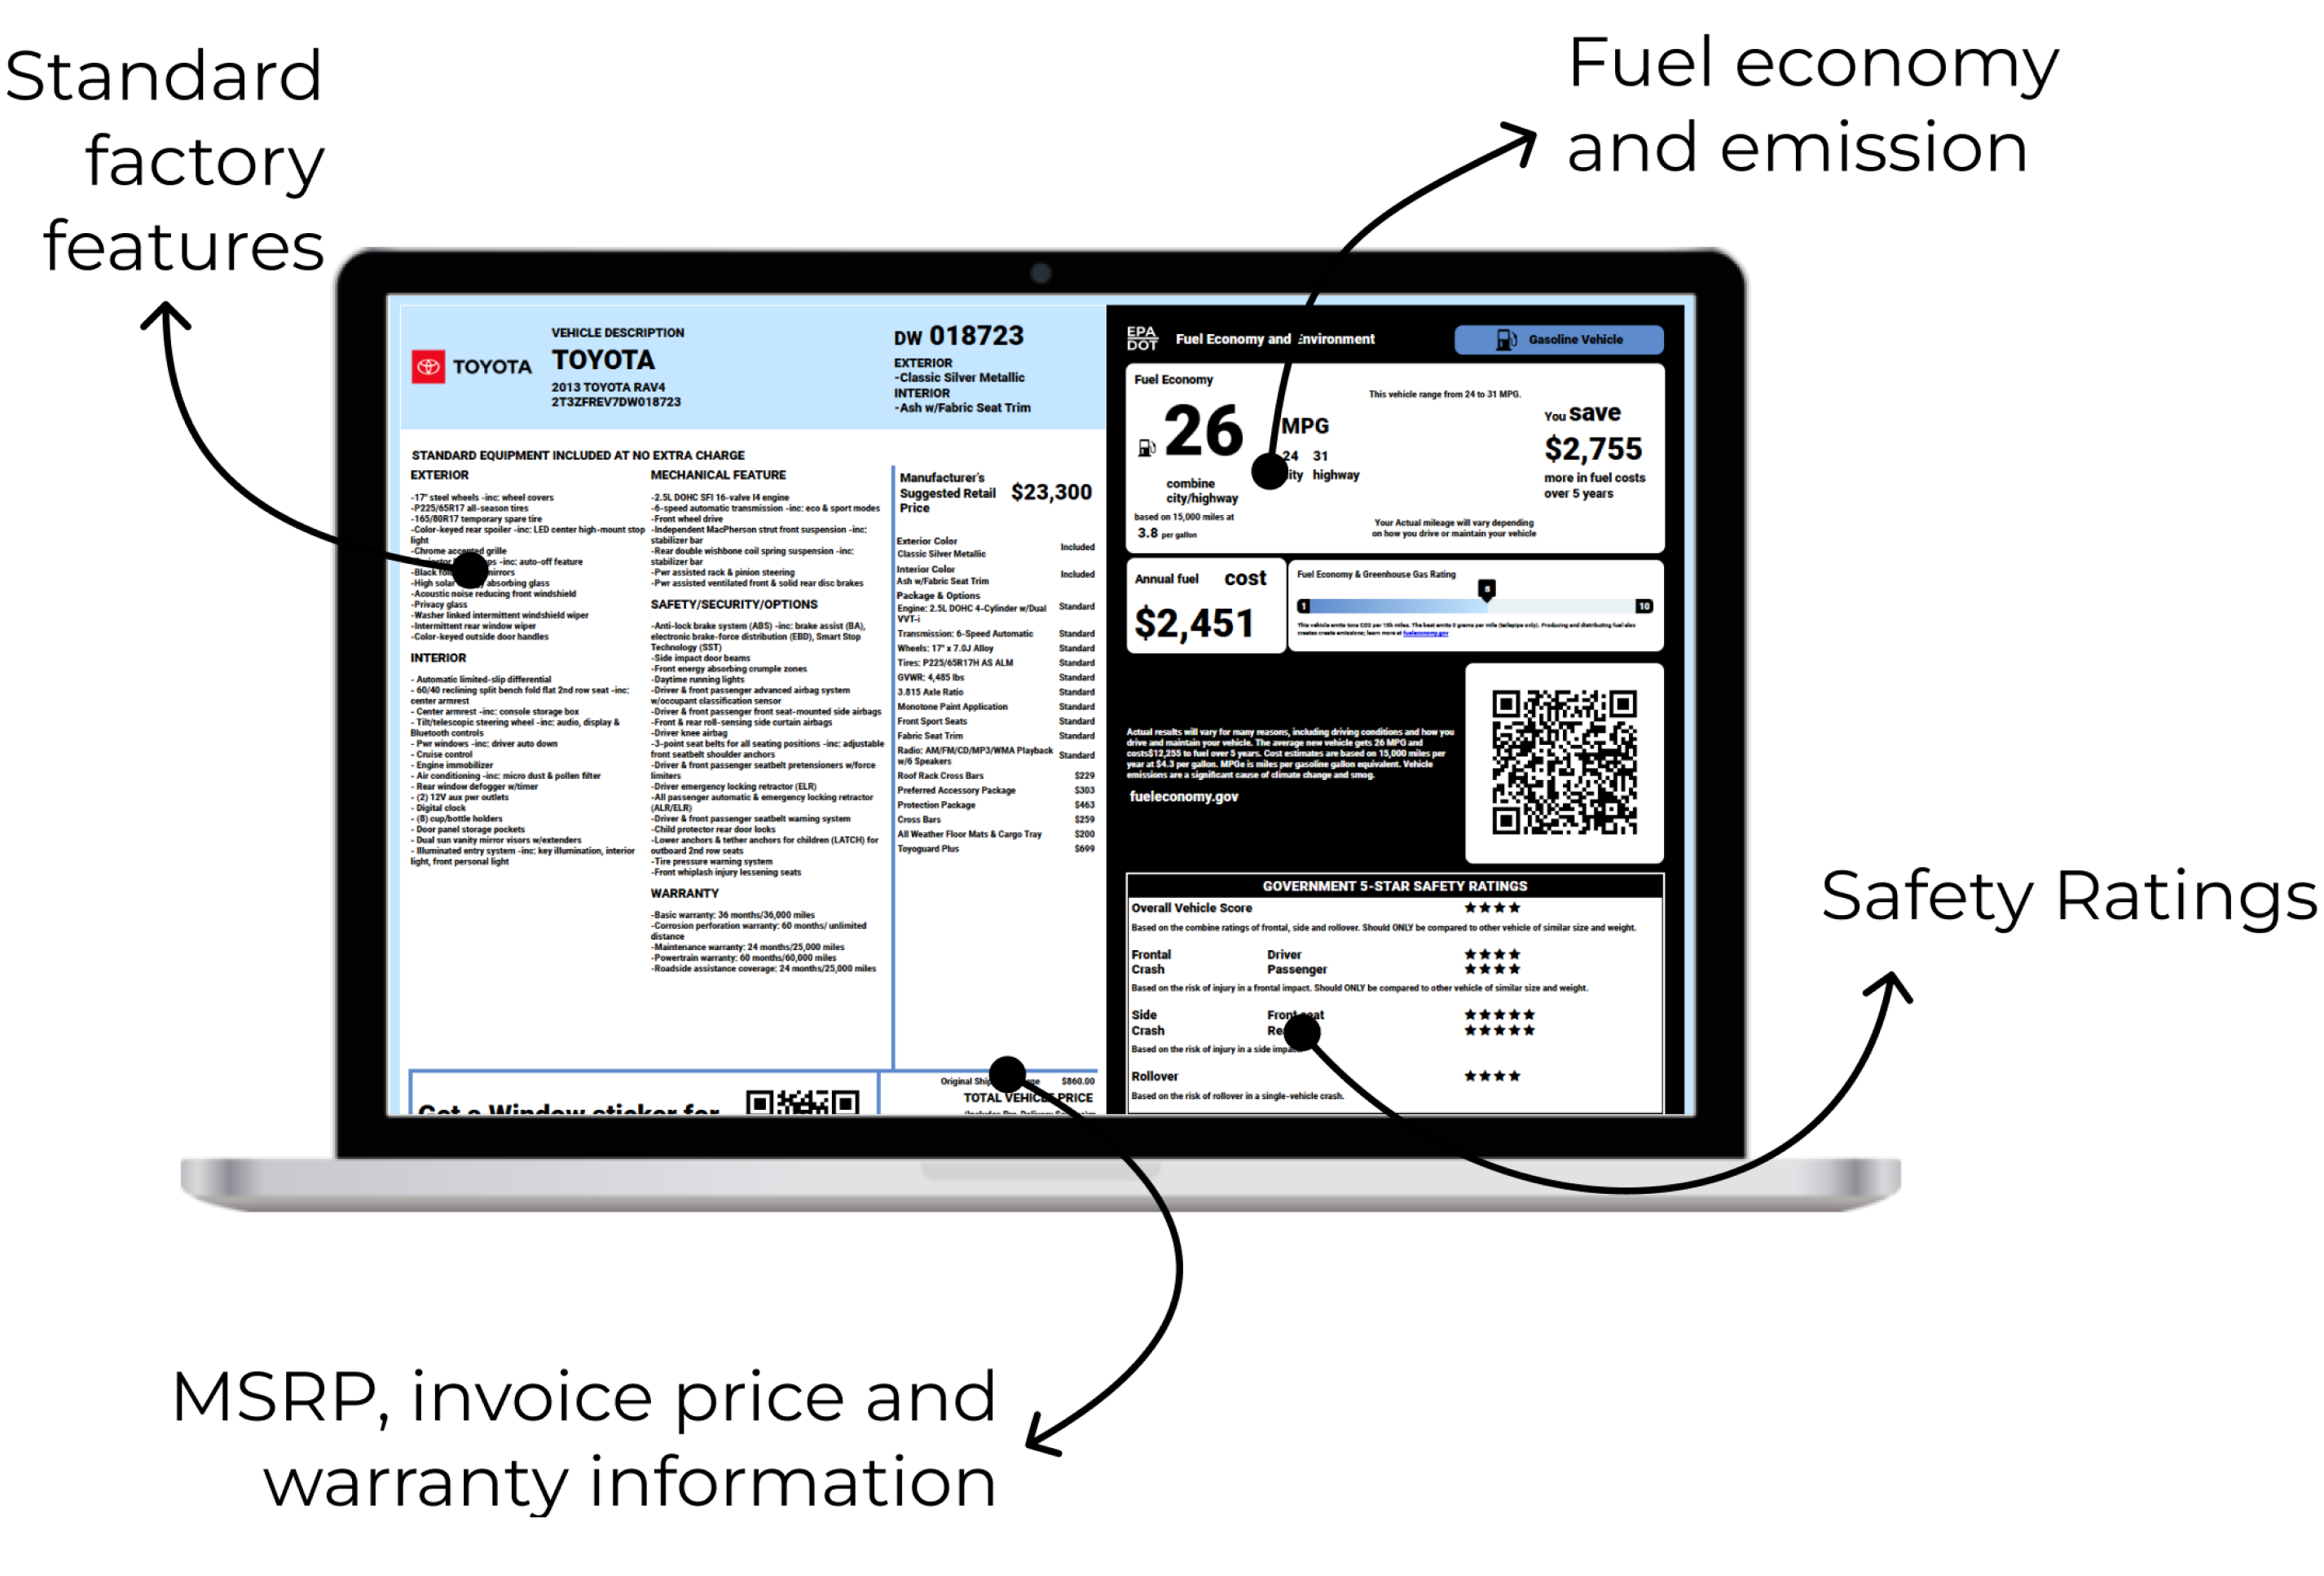 Standard
factory
features
Fuel economy
and emission
TOYOTA
VEHICLE DESCRIPTION
TOYOTA
2013 TOYOTA RAV4
2T3ZFREV7DW018723
DW 018723
EXTERIOR
-Classic Silver Metallic
INTERIOR
-Ash w/Fabric Seat Trim
STANDARD EQUIPMENT INCLUDED AT NO EXTRA CHARGE
EXTERIOR
-17" steel wheels -inc: wheel covers
-P225/65R17 all-season tires
-165/80R17 temporary spare tire
-Color-keyed rear spoiler -inc: LED center high-mount stop
light
-Chrome accepted grille
-inc: auto-off feature
-Black mirrors
-High solar absorbing glass
-Acoustic noise reducing front windshield
-Privacy glass
-Washer linked intermittent windshield wiper
-Intermittent rear window wiper
-Color-keyed outside door handles
INTERIOR
- Automatic limited-slip differential
- 60/40 reclining split bench fold flat 2nd row seat -inc:
center armrest
- Center armrest -inc: console storage box
- Tilt/telescopic steering wheel -inc: audio, display &
Bluetooth controls
- Pwr windows -inc: driver auto down
- Cruise control
- Engine immobilizer
- Air conditioning -inc: micro dust & pollen filter
- Rear window defogger w/timer
- (2) 12V aux pwr outlets
- Digital clock
- (8) cup/bottle holders
- Door panel storage pockets
- Dual sun vanity mirror visors w/extenders
- Illuminated entry system -inc: key illumination, interior
light, front personal light
MECHANICAL FEATURE
-2.5L DOHC SFI 16-valve I4 engine
-6-speed automatic transmission -inc: eco & sport modes
-Front wheel drive
-Independent MacPherson strut front suspension -inc:
stabilizer bar
-Rear double wishbone coil spring suspension -inc:
stabilizer bar
-Pwr assisted rack & pinion steering
-Pwr assisted ventilated front & solid rear disc brakes
SAFETY/SECURITY/OPTIONS
-Anti-lock brake system (ABS) -inc: brake assist (BA),
electronic brake-force distribution (EBD), Smart Stop
Technology (SST)
-Side impact door beams
-Front energy absorbing crumple zones
-Daytime running lights
-Driver & front passenger advanced airbag system
w/occupant classification sensor
-Driver & front passenger front seat-mounted side airbags
-Front & rear roll-sensing side curtain airbags
-Driver knee airbag
-3-point seat belts for all seating positions -inc: adjustable
front seatbelt shoulder anchors
-Driver & front passenger seatbelt pretensioners w/force
limiters
-Driver emergency locking retractor (ELR)
-All passenger automatic & emergency locking retractor
(ALR/ELR)
-Driver & front passenger seatbelt warning system
-Child protector rear door locks
-Lower anchors & tether anchors for children (LATCH) for
outboard 2nd row seats
-Tire pressure warning system
-Front whiplash injury lessening seats
WARRANTY
-Basic warranty: 36 months/36,000 miles
-Corrosion perforation warranty: 60 months/ unlimited
distance
-Maintenance warranty: 24 months/25,000 miles
-Powertrain warranty: 60 months/60,000 miles
-Roadside assistance coverage: 24 months/25,000 miles
Manufacturer's
Suggested Retail
Price
$23,300
Exterior Color
Classic Silver Metallic Included
Interior Color
Ash w/Fabric Seat Trim Included
Package & Options
Engine: 2.5L DOHC 4-Cylinder w/Dual
VVT-i Standard
Transmission: 6-Speed Automatic Standard
Wheels: 17" x 7.0J Alloy Standard
Tires: P225/65R17H AS ALM Standard
GVWR: 4,485 lbs Standard
3.815 Axle Ratio Standard
Monotone Paint Application Standard
Front Sport Seats Standard
Fabric Seat Trim Standard
Radio: AM/FM/CD/MP3/WMA Playback
w/6 Speakers Standard
Roof Rack Cross Bars $229
Preferred Accessory Package $303
Protection Package $463
Cross Bars $259
All Weather Floor Mats & Cargo Tray $200
Toyoguard Plus $699
Original $860.00
TOTAL VEHICLE PRICE
Get a Window sticker for
EPA
DOT
Fuel Economy and Environment
Gasoline Vehicle
Fuel Economy
This vehicle range from 24 to 31 MPG.
26
MPG
24 31
highway
combine
city/highway
based on 15,000 miles at
3.8 per gallon
You save
$2,755
more in fuel costs
over 5 years
Your Actual mileage will vary depending
on how you drive or maintain your vehicle
Annual fuel cost
$2,451
Fuel Economy & Greenhouse Gas Rating
1
10
This vehicle emits tons CO2 per 15k miles. The best emits 0 grams per mile (tailpipe only). Producing and distributing fuel also
creates create emissions; learn more at fueleconomy.gov
Actual results will vary for many reasons, including driving conditions and how you
drive and maintain your vehicle. The average new vehicle gets 26 MPG and
costs$12,255 to fuel over 5 years. Cost estimates are based on 15,000 miles per
year at $4.3 per gallon. MPGe is miles per gasoline gallon equivalent. Vehicle
emissions are a significant cause of climate change and smog.
fueleconomy.gov
GOVERNMENT 5-STAR SAFETY RATINGS
Overall Vehicle Score ★★★★
Based on the combine ratings of frontal, side and rollover. Should ONLY be compared to other vehicle of similar size and weight.
Frontal Driver ★★★★
Crash Passenger ★★★★
Based on the risk of injury in a frontal impact. Should ONLY be compared to other vehicle of similar size and weight.
Side Front seat ★★★★★
Crash ★★★★★
Based on the risk of injury in a side impact.
Rollover ★★★★
Based on the risk of rollover in a single-vehicle crash.
Safety Ratings
MSRP, invoice price and
warranty information